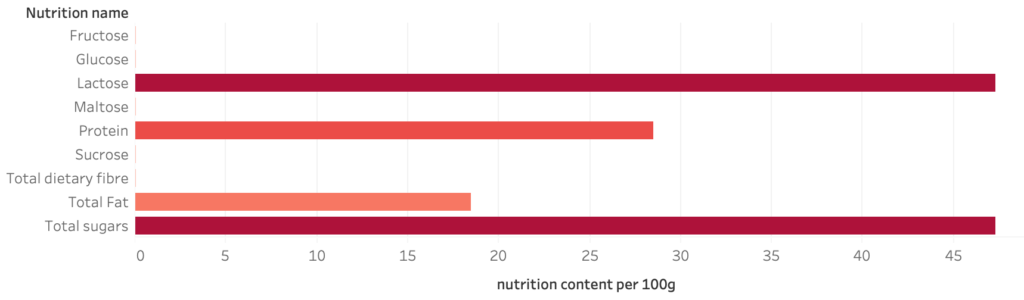 Nutrition name
Fructose
Glucose
Lactose
Maltose
Protein
Sucrose
Total dietary fibre
Total Fat
Total sugars
0 5 10 15 20 25 30 35 40 45
nutrition content per 100g